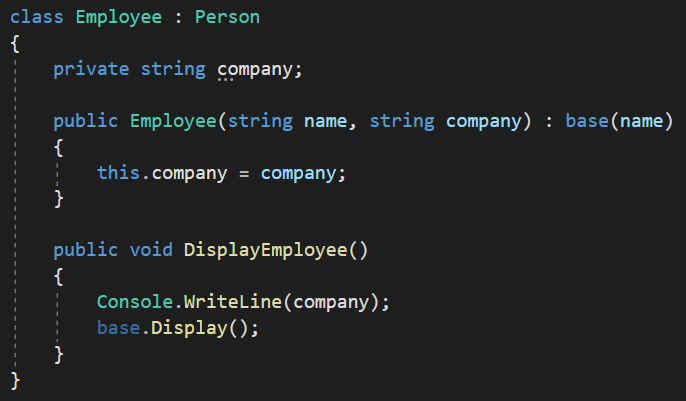 class Employee : Person
{
    private string company;

    public Employee(string name, string company) : base(name)
    {
        this.company = company;
    }

    public void DisplayEmployee()
    {
        Console.WriteLine(company);
        base.Display();
    }
}